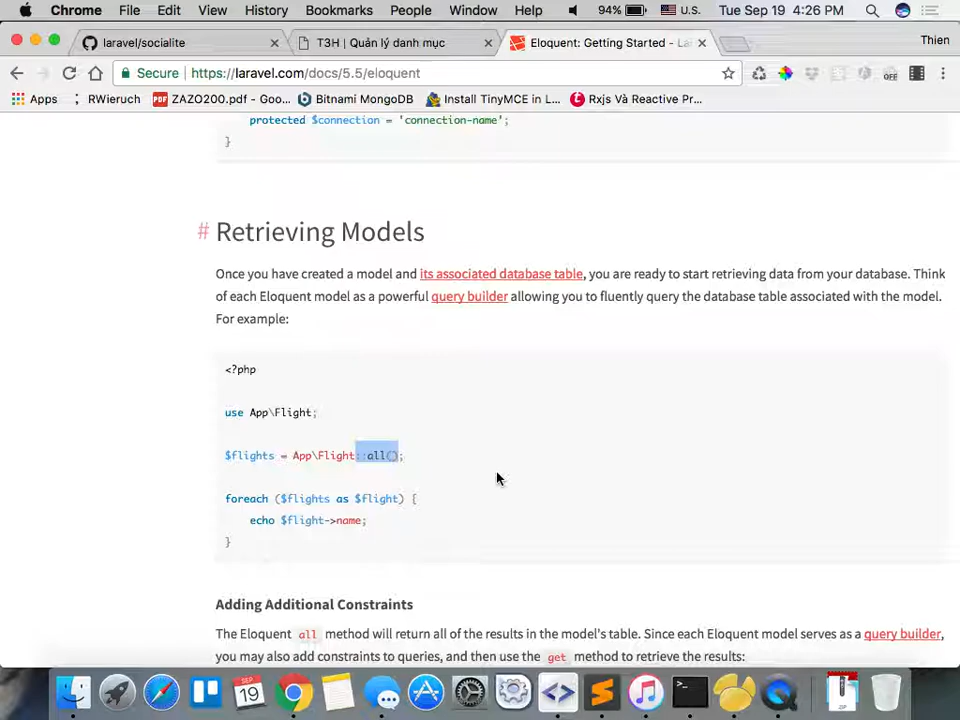 Chrome File Edit View History Bookmarks People Window Help 94% U.S. Tue Sep 19 4:26 PM
laravel/socialite T3H | Quản lý danh mục Eloquent: Getting Started - La Thien
Secure https://laravel.com/docs/5.5/eloquent OFF
Apps RWieruch PDF ZAZO200.pdf - Goo... Bitnami MongoDB Install TinyMCE in L... Rxjs Và Reactive Pr...
protected $connection = 'connection-name';
}
# Retrieving Models
Once you have created a model and its associated database table, you are ready to start retrieving data from your database. Think
of each Eloquent model as a powerful query builder allowing you to fluently query the database table associated with the model.
For example:
<?php
use App\Flight;
$flights = App\Flight::all();
foreach ($flights as $flight) {
echo $flight->name;
}
Adding Additional Constraints
The Eloquent all method will return all of the results in the model's table. Since each Eloquent model serves as a query builder,
you may also add constraints to queries, and then use the get method to retrieve the results:
SEP
19
ZIP